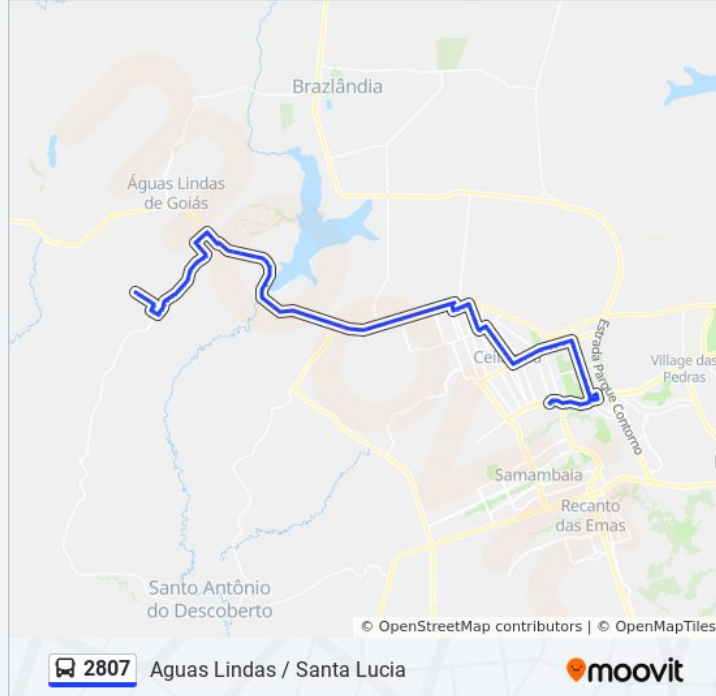 Brazlândia
Águas Lindas
de Goiás
Estrada Parque Contorno
Village das
Pedras
Samambaia
Recanto
das Emas
Santo Antônio
do Descoberto
© OpenStreetMap contributors | © OpenMapTiles
2807
Aguas Lindas / Santa Lucia
moovit